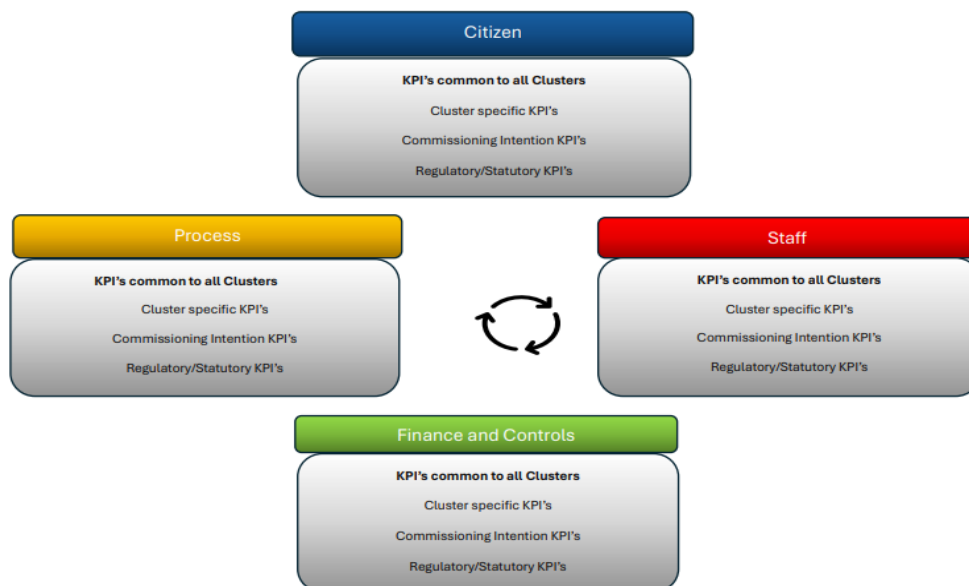 Citizen
KPI's common to all Clusters
Cluster specific KPI's
Commissioning Intention KPI's
Regulatory/Statutory KPI's
Process
KPI's common to all Clusters
Cluster specific KPI's
Commissioning Intention KPI's
Regulatory/Statutory KPI's
Staff
KPI's common to all Clusters
Cluster specific KPI's
Commissioning Intention KPI's
Regulatory/Statutory KPI's
Finance and Controls
KPI's common to all Clusters
Cluster specific KPI's
Commissioning Intention KPI's
Regulatory/Statutory KPI's